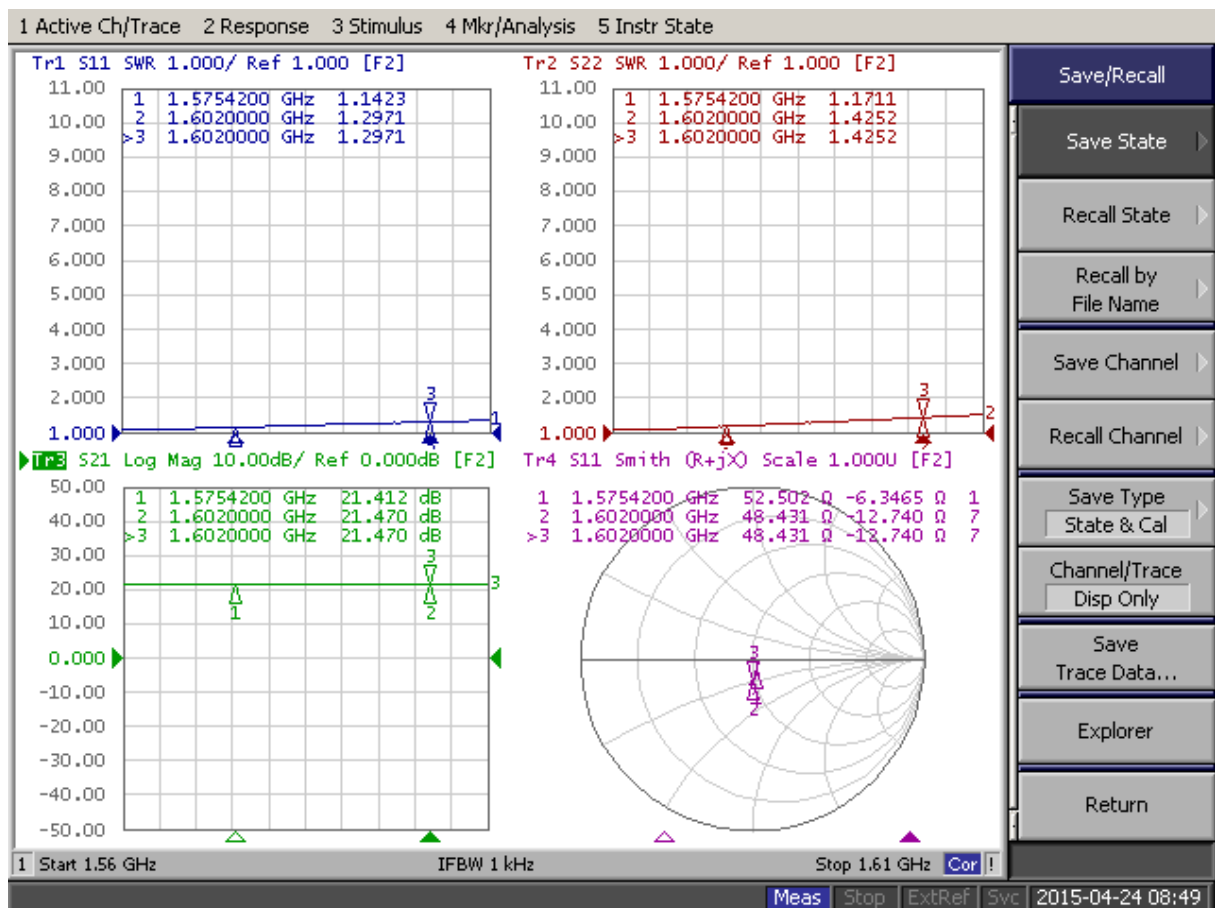 1 Active Ch/Trace 2 Response 3 Stimulus 4 Mkr/Analysis 5 Instr State
Tr1 S11 SWR 1.000/ Ref 1.000 [F2]
11.00
10.00
9.000
8.000
7.000
6.000
5.000
4.000
3.000
2.000
1.000
1 1.5754200 GHz 1.1423
2 1.6020000 GHz 1.2971
>3 1.6020000 GHz 1.2971
3
1
Tr2 S22 SWR 1.000/ Ref 1.000 [F2]
11.00
10.00
9.000
8.000
7.000
6.000
5.000
4.000
3.000
2.000
1.000
1 1.5754200 GHz 1.1711
2 1.6020000 GHz 1.4252
>3 1.6020000 GHz 1.4252
3
2
Tr3 S21 Log Mag 10.00dB/ Ref 0.000dB [F2]
50.00
40.00
30.00
20.00
10.00
0.000
-10.00
-20.00
-30.00
-40.00
-50.00
1 1.5754200 GHz 21.412 dB
2 1.6020000 GHz 21.470 dB
>3 1.6020000 GHz 21.470 dB
3
3
1
2
Tr4 S11 Smith (R+jX) Scale 1.000U [F2]
1 1.5754200 GHz 52.502 Ω -6.3465 Ω 1
2 1.6020000 GHz 48.431 Ω -12.740 Ω 7
>3 1.6020000 GHz 48.431 Ω -12.740 Ω 7
3
2
1 Start 1.56 GHz IFBW 1 kHz Stop 1.61 GHz Cor !
Meas Stop ExtRef Svc 2015-04-24 08:49
Save/Recall
Save State
Recall State
Recall by
File Name
Save Channel
Recall Channel
Save Type
State & Cal
Channel/Trace
Disp Only
Save
Trace Data...
Explorer
Return